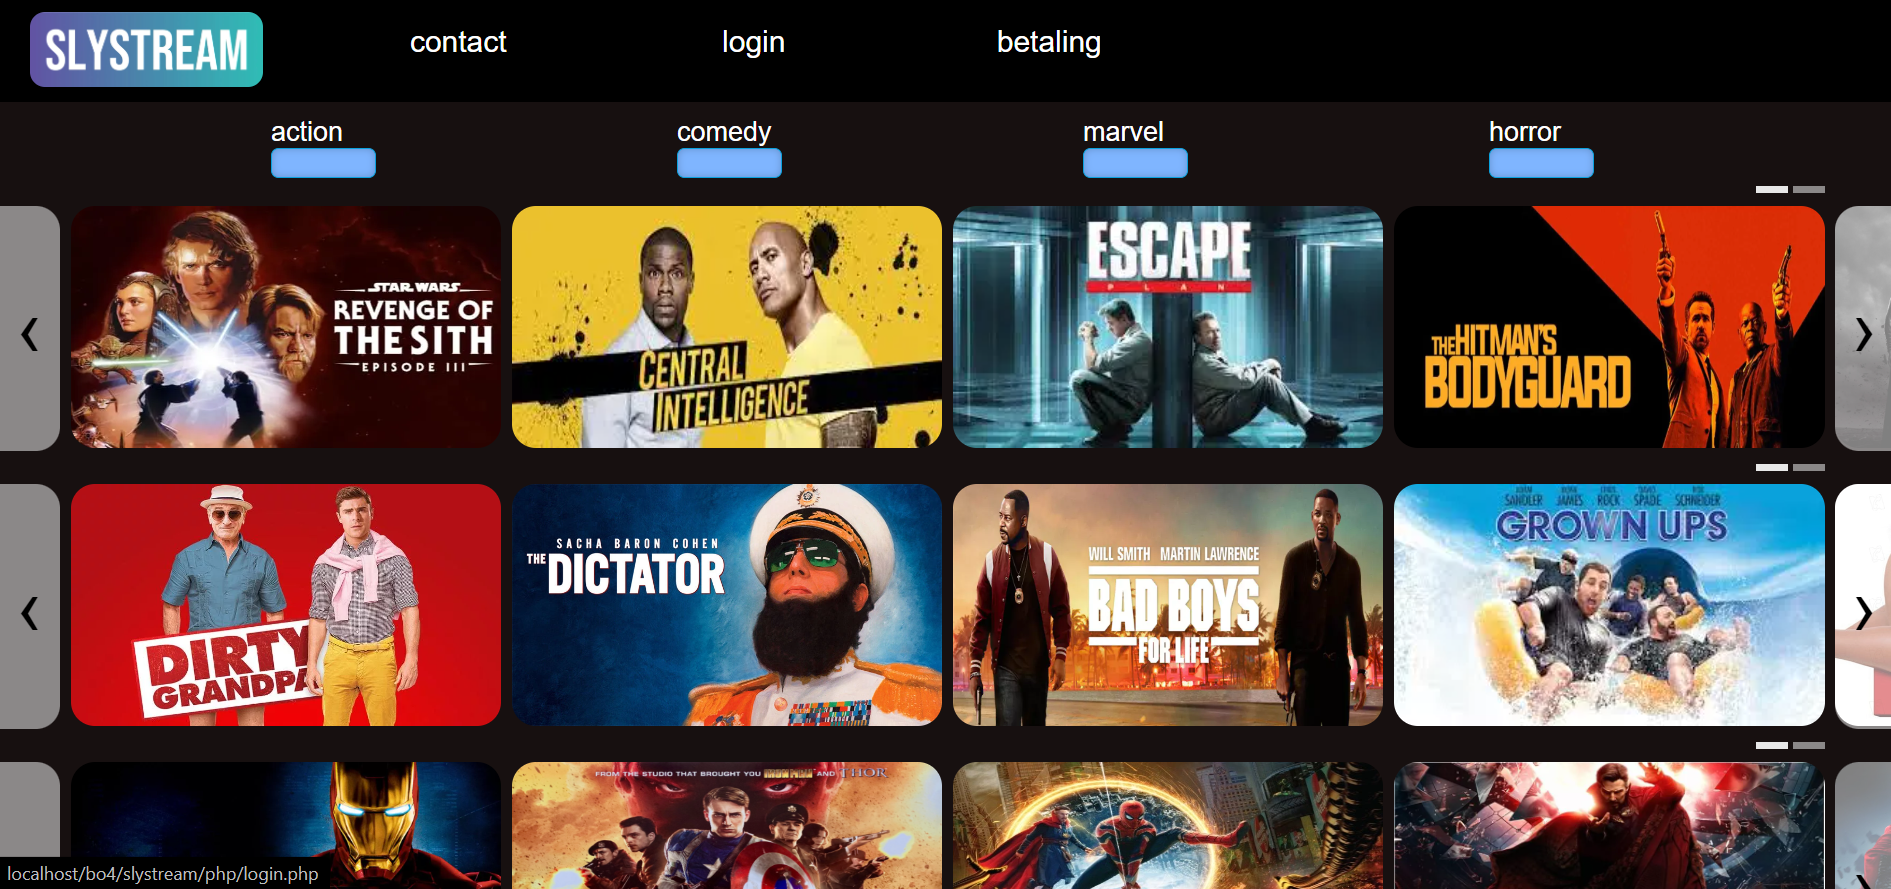 SLYSTREAM
contact
login
betaling
action
comedy
marvel
horror
STAR WARS
REVENGE OF
THE SITH
EPISODE III
CENTRAL
INTELLIGENCE
ESCAPE
PLAN
THE HITMAN'S
BODYGUARD
DIRTY
GRANDPA
SACHA BARON COHEN
THE DICTATOR
WILL SMITH MARTIN LAWRENCE
BAD BOYS
FOR LIFE
SANDLER JAMES ROCK SPADE SCHNEIDER
GROWN UPS
FROM THE STUDIO THAT BROUGHT YOU IRON MAN AND THOR
localhost/bo4/slystream/php/login.php